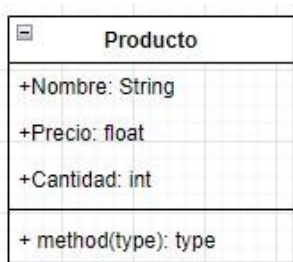 Producto
+Nombre: String
+Precio: float
+Cantidad: int
+ method(type): type